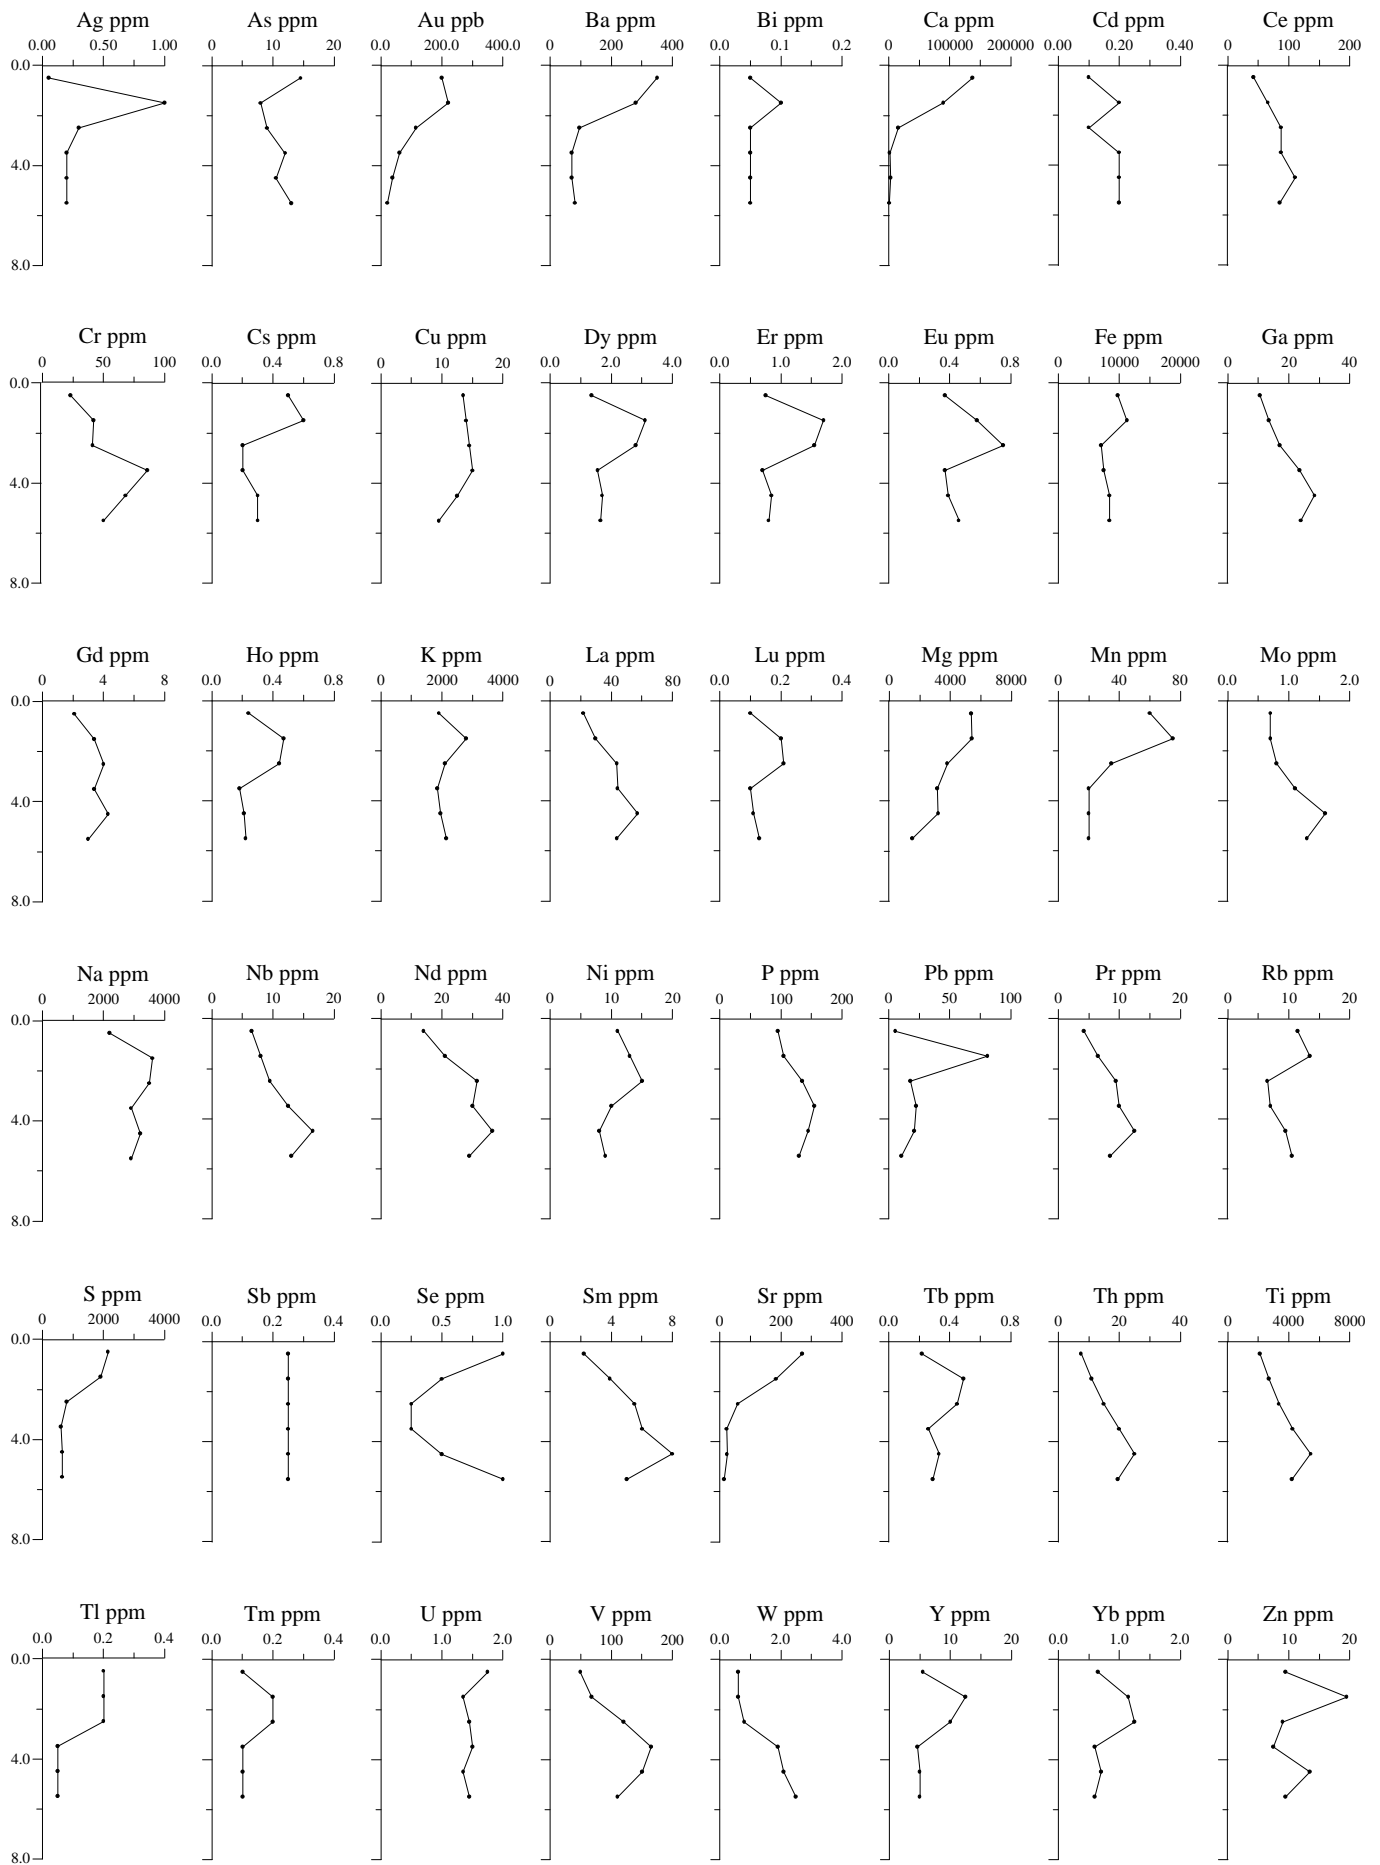 Ag ppm As ppm Au ppb Ba ppm Bi ppm Ca ppm Cd ppm Ce ppm
0.00 0.50 1.00 0 10 20 0.0 200.0 400.0 0 200 400 0.0 0.1 0.2 0 100000 200000 0.00 0.20 0.40 0 100 200
0.0
4.0
8.0
Cr ppm Cs ppm Cu ppm Dy ppm Er ppm Eu ppm Fe ppm Ga ppm
0 50 100 0.0 0.4 0.8 0 10 20 0.0 2.0 4.0 0.0 1.0 2.0 0.0 0.4 0.8 0 10000 20000 0 20 40
0.0
4.0
8.0
Gd ppm Ho ppm K ppm La ppm Lu ppm Mg ppm Mn ppm Mo ppm
0 4 8 0.0 0.4 0.8 0 2000 4000 0 40 80 0.0 0.2 0.4 0 4000 8000 0 40 80 0.0 1.0 2.0
0.0
4.0
8.0
Na ppm Nb ppm Nd ppm Ni ppm P ppm Pb ppm Pr ppm Rb ppm
0 2000 4000 0 10 20 0 20 40 0 10 20 0 100 200 0 50 100 0 10 20 0 10 20
0.0
4.0
8.0
S ppm Sb ppm Se ppm Sm ppm Sr ppm Tb ppm Th ppm Ti ppm
0 2000 4000 0.0 0.2 0.4 0.0 0.5 1.0 0 4 8 0 200 400 0.0 0.4 0.8 0 20 40 0 4000 8000
0.0
4.0
8.0
Tl ppm Tm ppm U ppm V ppm W ppm Y ppm Yb ppm Zn ppm
0.0 0.2 0.4 0.0 0.2 0.4 0.0 1.0 2.0 0 100 200 0.0 2.0 4.0 0 10 20 0.0 1.0 2.0 0 10 20
0.0
4.0
8.0